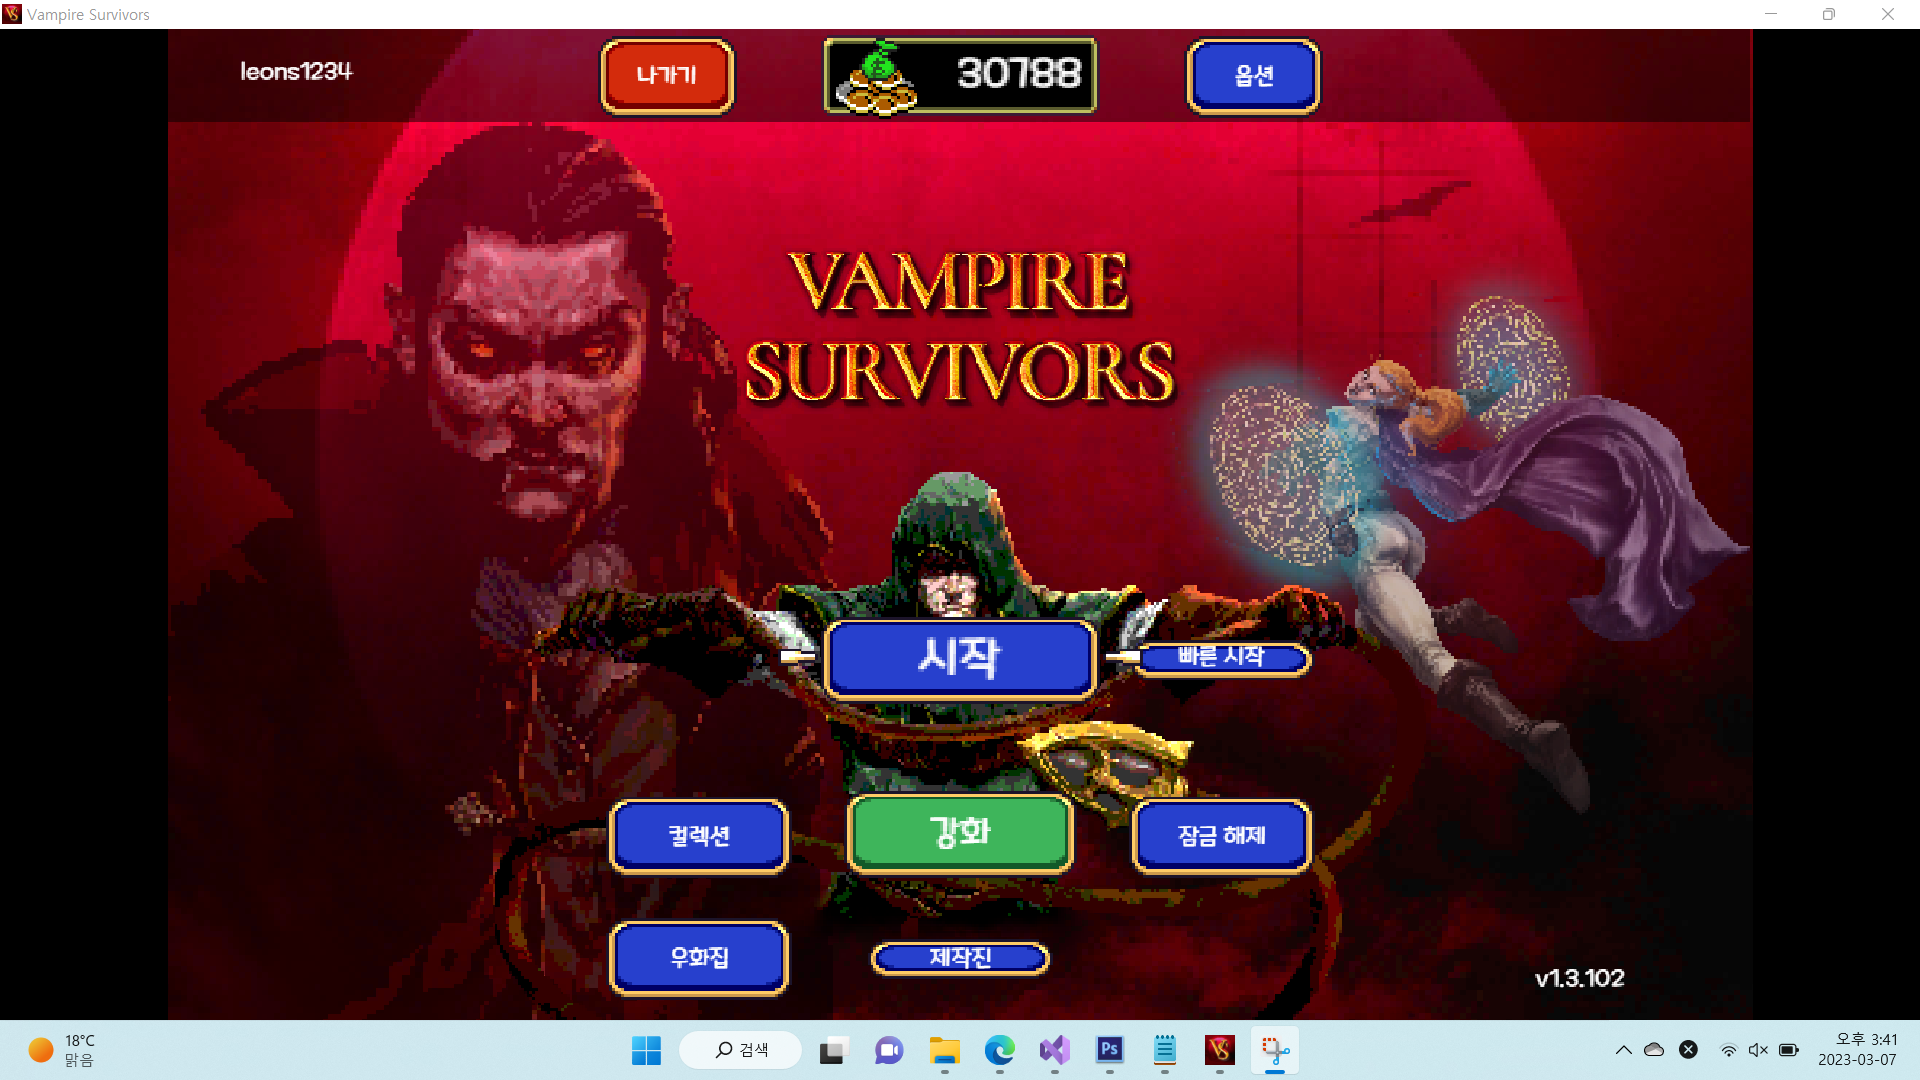 Vampire Survivors
leons1234
나가기
30788
옵션
VAMPIRE
SURVIVORS
시작
빠른 시작
컬렉션
강화
잠금 해제
우화집
제작진
v1.3.102
18°C
맑음
검색
Ps
오후 3:41
2023-03-07